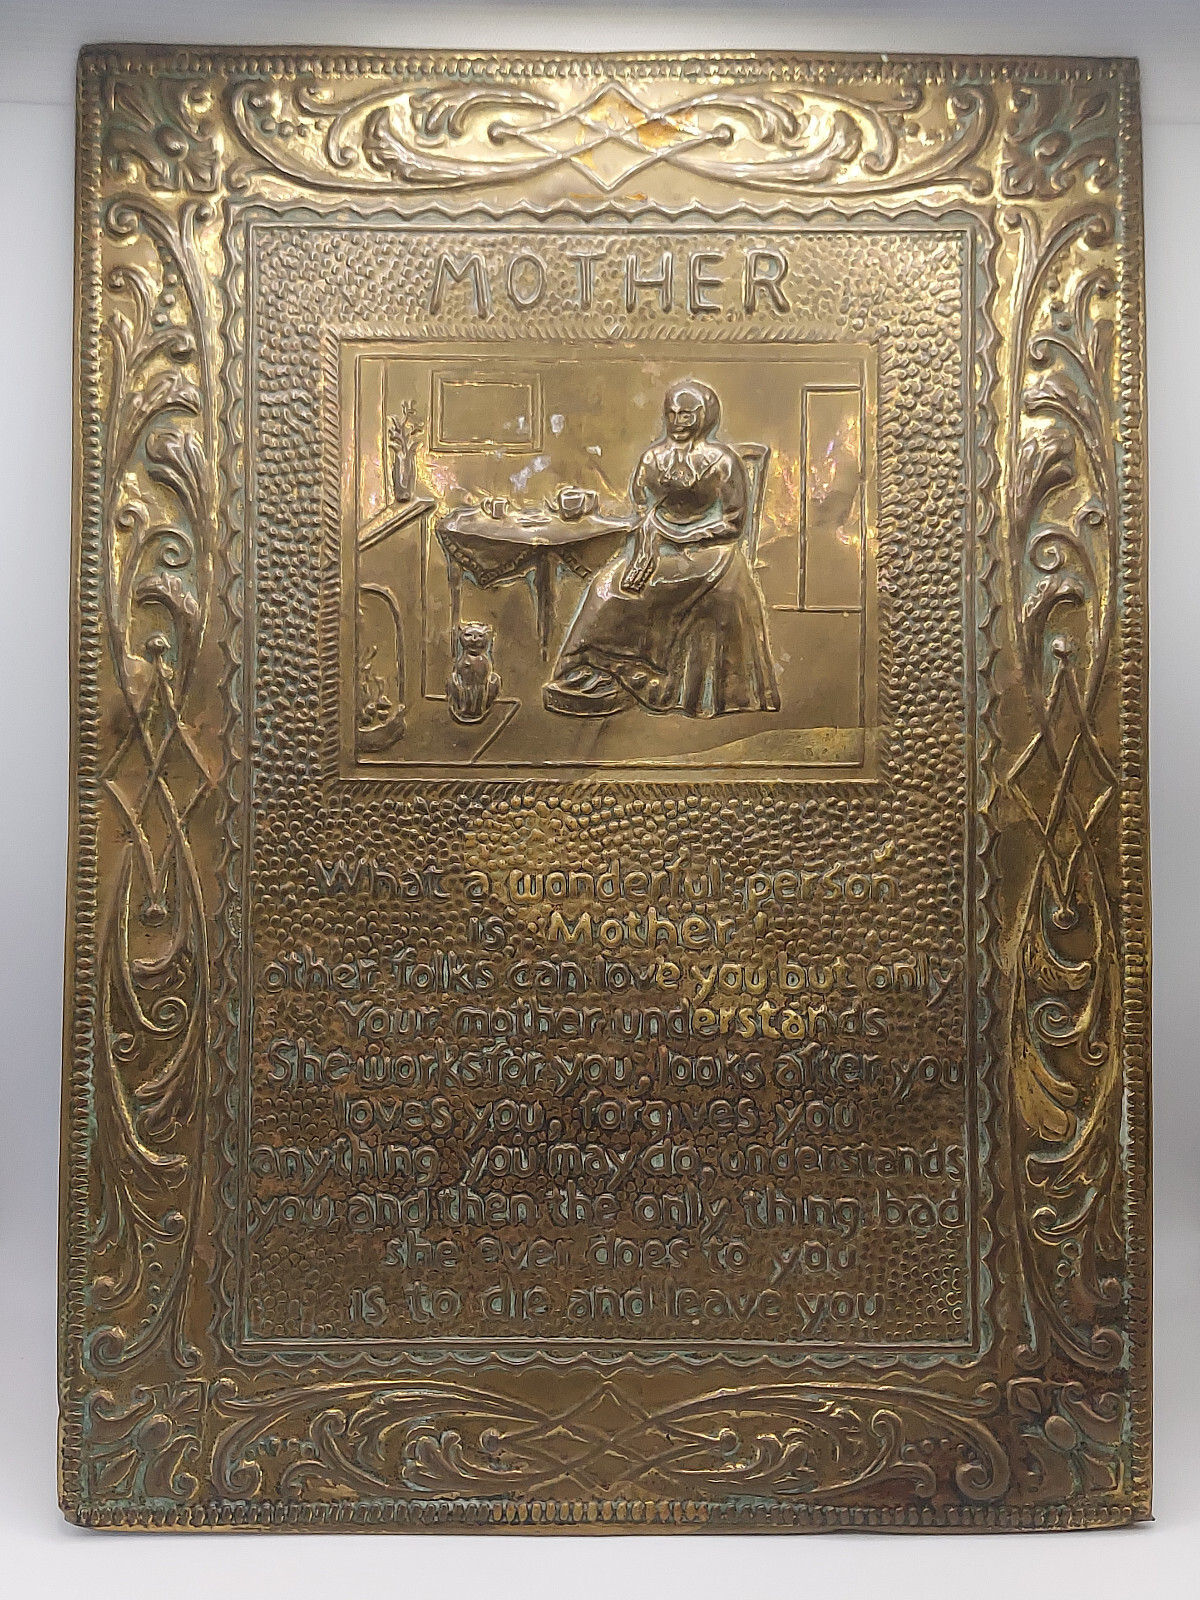 MOTHER
What a wonderful person
is Mother!
other folks can love you but only
Your mother understands
She works for you, looks after you
loves you, forgives you
anything you may do, understands
you, and then the only thing bad
she ever does to you
is to die and leave you